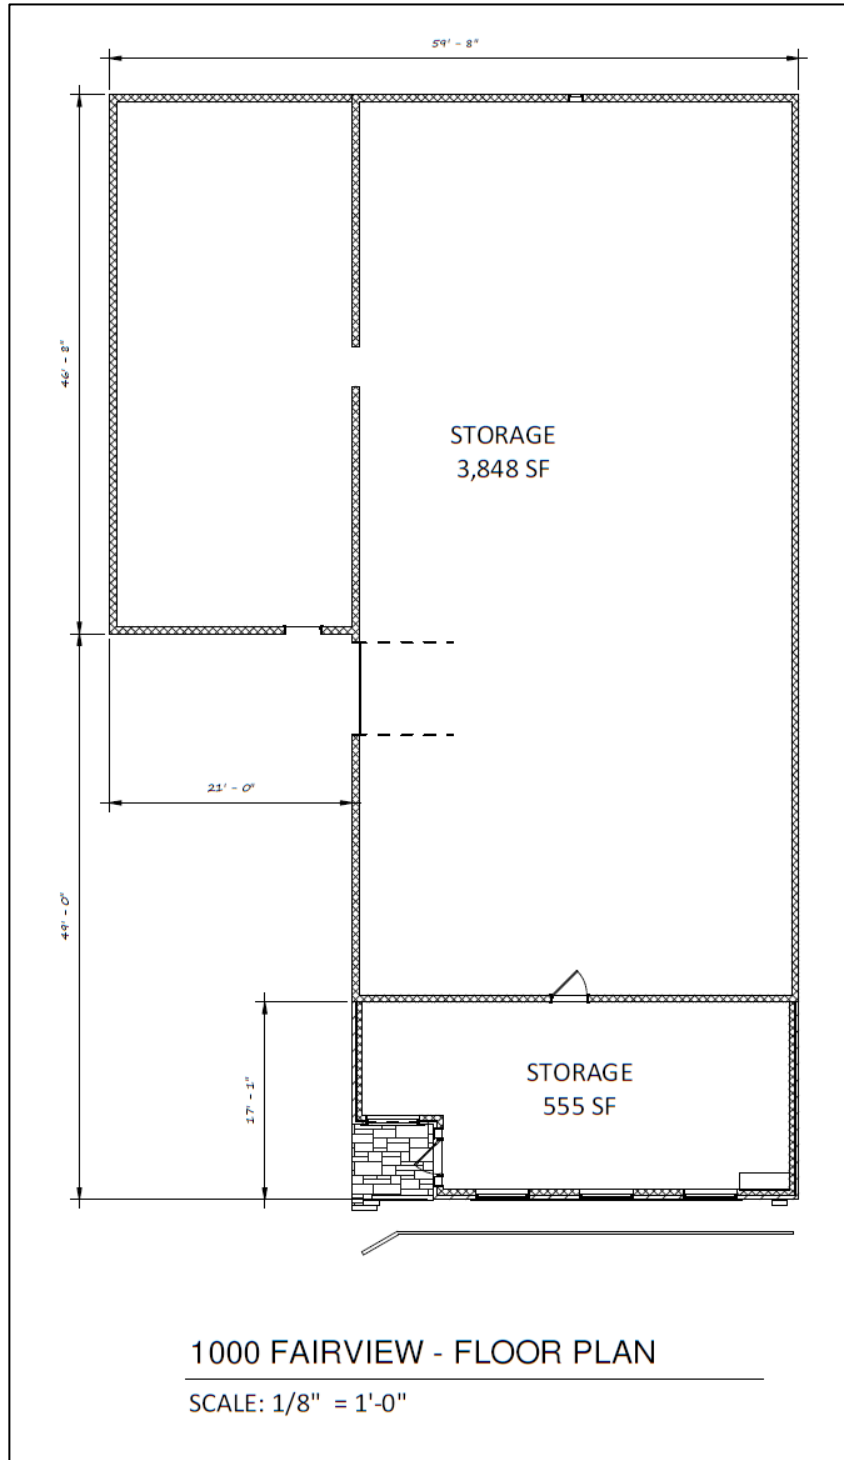 59' - 8"
46' - 8"
STORAGE
3,848 SF
21' - 0"
49' - 0"
17' - 1"
STORAGE
555 SF
1000 FAIRVIEW - FLOOR PLAN
SCALE: 1/8" = 1'-0"